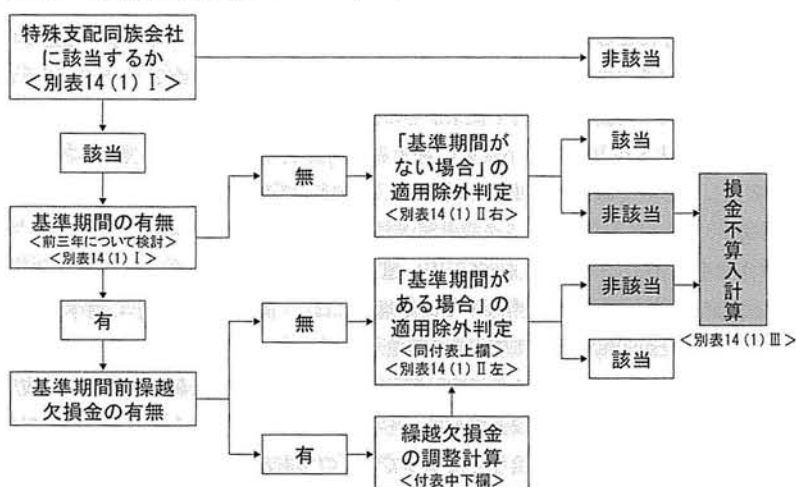 特殊支配同族会社
に該当するか
＜別表14(1)Ⅰ＞
非該当
該当
基準期間の有無
＜前三年について検討＞
＜別表14(1)Ⅰ＞
無
「基準期間が
ない場合」の
適用除外判定
＜別表14(1)Ⅱ右＞
該当
非該当
損金不算入計算
＜別表14(1)Ⅲ＞
有
基準期間前操越
欠損金の有無
無
「基準期間が
ある場合」の
適用除外判定
＜同付表上欄＞
＜別表14(1)Ⅱ左＞
非該当
該当
有
繰越欠損金
の調整計算
＜付表中下欄＞